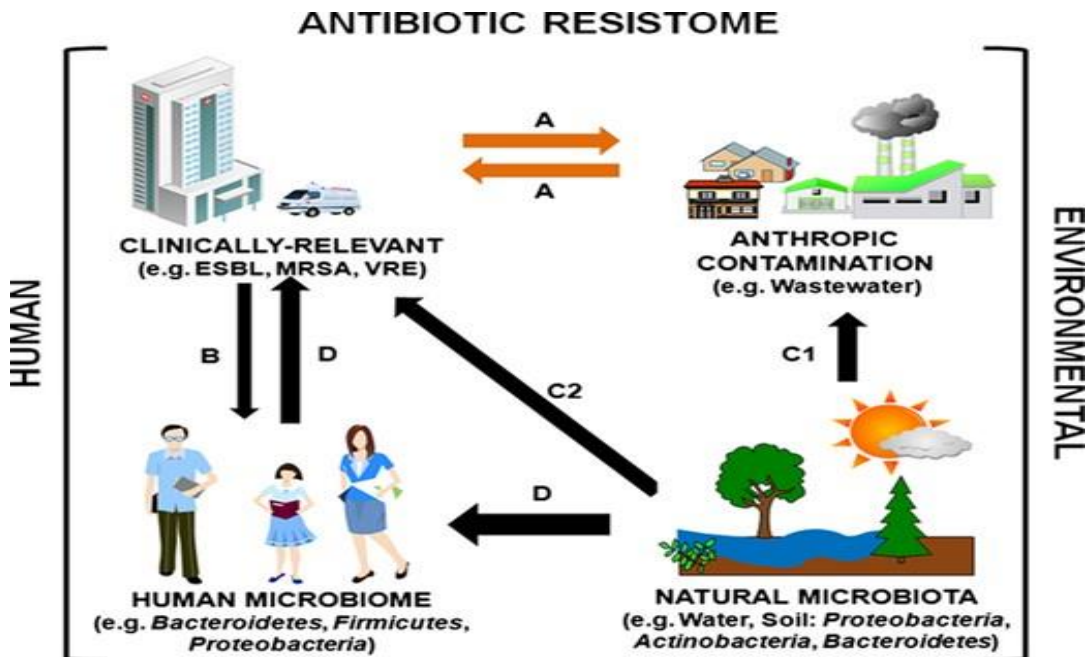 ANTIBIOTIC RESISTOME
HUMAN
ENVIRONMENTAL
A
A
CLINICALLY-RELEVANT
(e.g. ESBL, MRSA, VRE)
ANTHROPIC
CONTAMINATION
(e.g. Wastewater)
B
D
C2
C1
D
HUMAN MICROBIOME
(e.g. Bacteroidetes, Firmicutes,
Proteobacteria)
NATURAL MICROBIOTA
(e.g. Water, Soil: Proteobacteria,
Actinobacteria, Bacteroidetes)